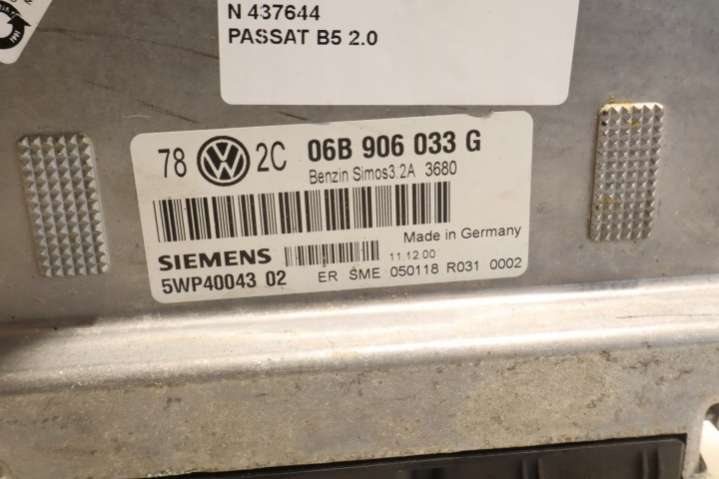 N 437644
PASSAT B5 2.0
78 VW 2C 06B 906 033 G
Benzin Simos3.2A 3680
Made in Germany
SIEMENS 11.12.00
5WP40043 02 ER SME 050118 R031 0002